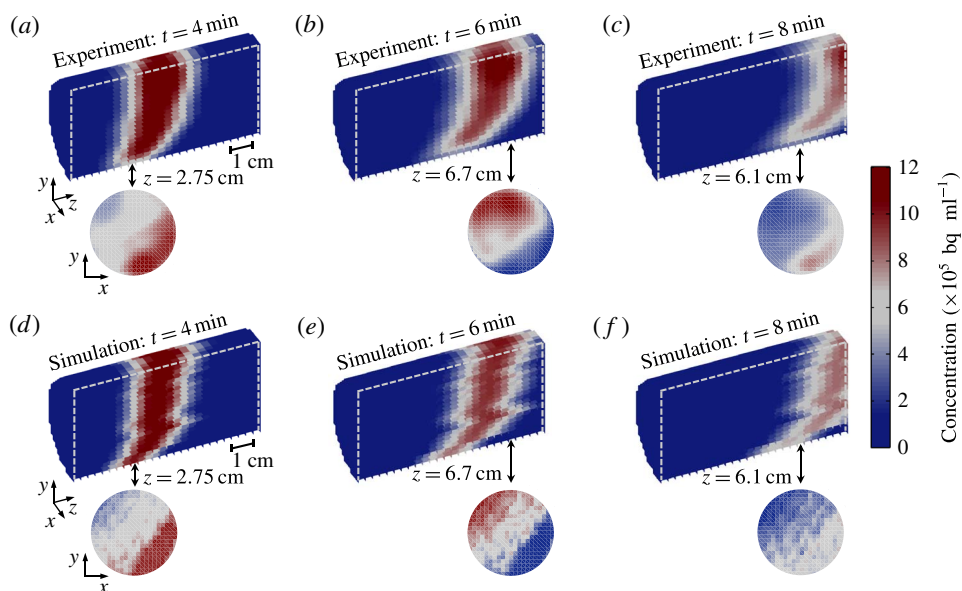 (a)
Experiment: t = 4 min
1 cm
z = 2.75 cm
y
z
x
y
x
(b)
Experiment: t = 6 min
z = 6.7 cm
(c)
Experiment: t = 8 min
z = 6.1 cm
(d)
Simulation: t = 4 min
1 cm
z = 2.75 cm
y
z
x
y
x
(e)
Simulation: t = 6 min
z = 6.7 cm
(f)
Simulation: t = 8 min
z = 6.1 cm
12
10
8
6
4
2
0
Concentration (×10⁵ bq ml⁻¹)